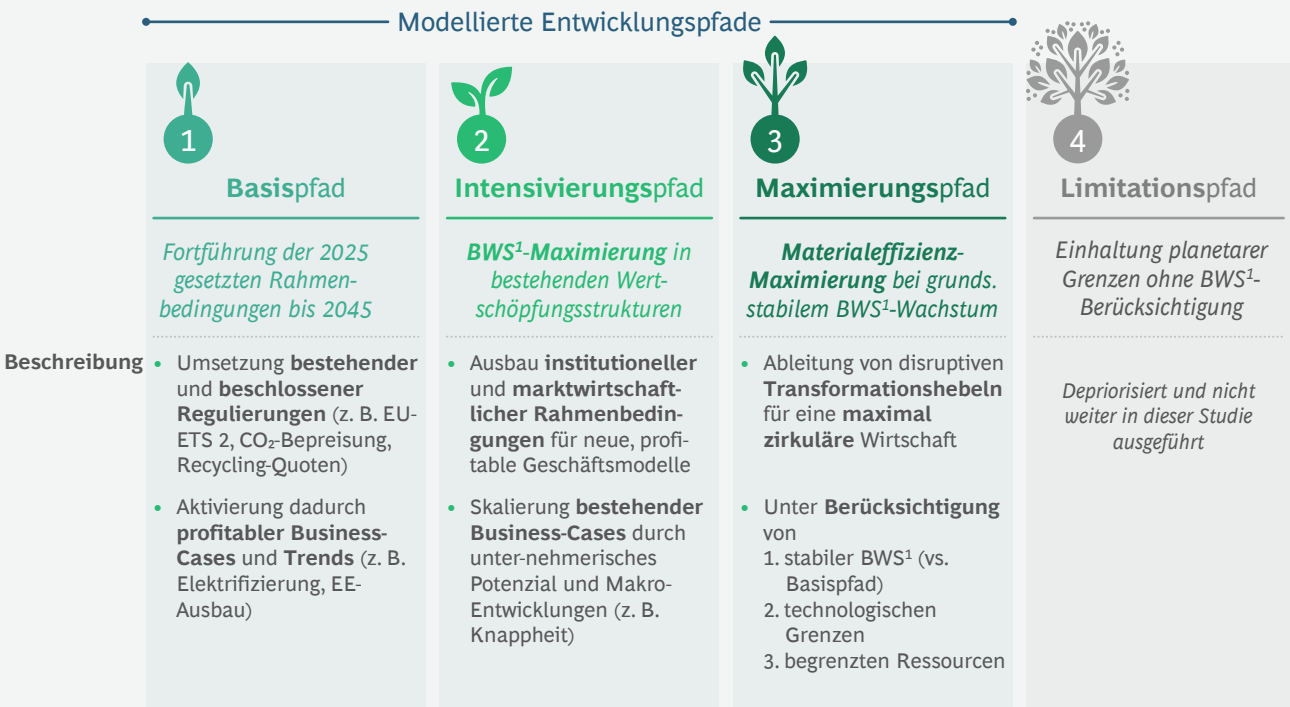 Modellierte Entwicklungspfade
1
Basispfad
Fortführung der 2025
gesetzten Rahmen-
bedingungen bis 2045
2
Intensivierungspfad
BWS¹-Maximierung in
bestehenden Wert-
schöpfungsstrukturen
3
Maximierungspfad
Materialeffizienz-
Maximierung bei grunds.
stabilem BWS¹-Wachstum
4
Limitationspfad
Einhaltung planetarer
Grenzen ohne BWS¹-
Berücksichtigung
Beschreibung
• Umsetzung bestehender
und beschlossener
Regulierungen (z. B. EU-
ETS 2, CO₂-Bepreisung,
Recycling-Quoten)
• Aktivierung dadurch
profitabler Business-
Cases und Trends (z. B.
Elektrifizierung, EE-
Ausbau)
• Ausbau institutioneller
und marktwirtschaft-
licher Rahmenbedin-
gungen für neue, profi-
table Geschäftsmodelle
• Skalierung bestehender
Business-Cases durch
unter-nehmerisches
Potenzial und Makro-
Entwicklungen (z. B.
Knappheit)
• Ableitung von disruptiven
Transformationshebeln
für eine maximal
zirkuläre Wirtschaft
• Unter Berücksichtigung
von
1. stabiler BWS¹ (vs.
Basispfad)
2. technologischen
Grenzen
3. begrenzten Ressourcen
Depriorisiert und nicht
weiter in dieser Studie
ausgeführt